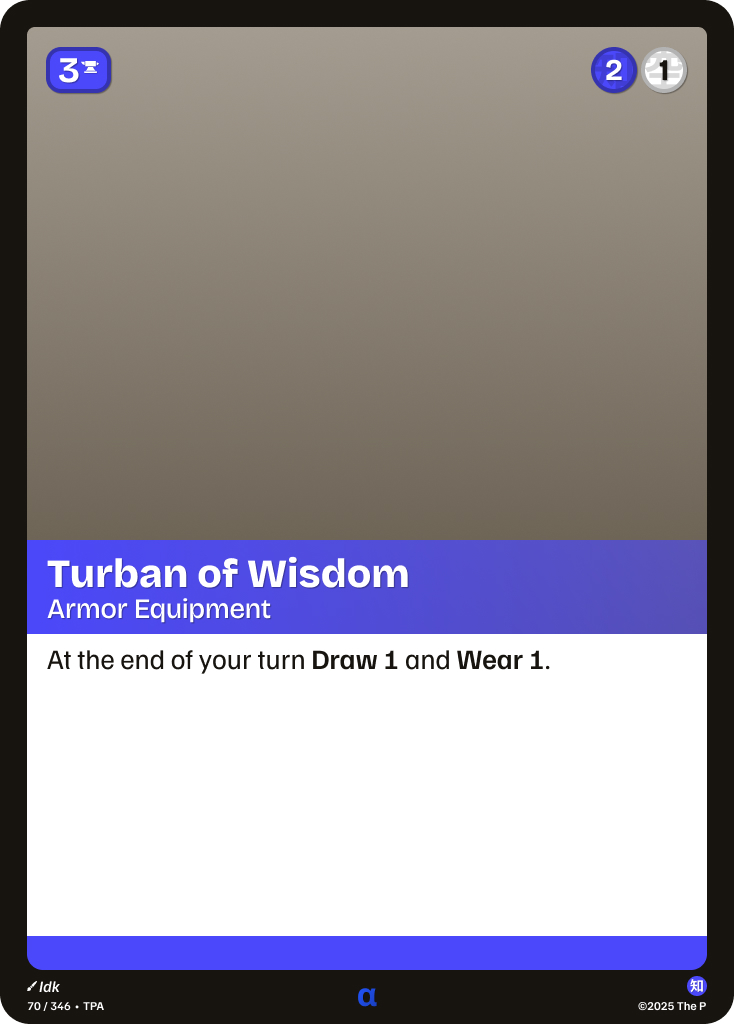 3
2 1
Turban of Wisdom
Armor Equipment
At the end of your turn Draw 1 and Wear 1.
Idk
70 / 346 • TPA
α
知
©2025 The P